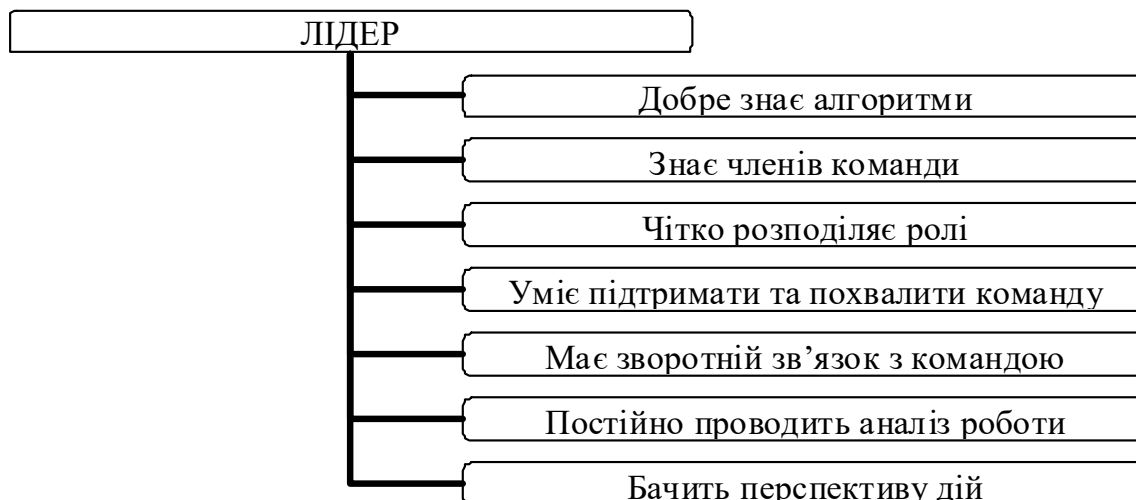 ЛІДЕР
Добре знає алгоритми
Знає членів команди
Чітко розподіляє ролі
Уміє підтримати та похвалити команду
Має зворотній зв’язок з командою
Постійно проводить аналіз роботи
Бачить перспективу дій